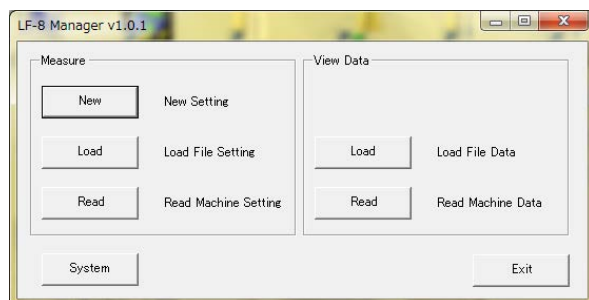 LF-8 Manager v1.0.1
Measure
New New Setting
Load Load File Setting
Read Read Machine Setting
View Data
Load Load File Data
Read Read Machine Data
System
Exit